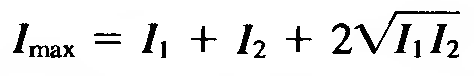 I_max = I_1 + I_2 + 2√(I_1 I_2)